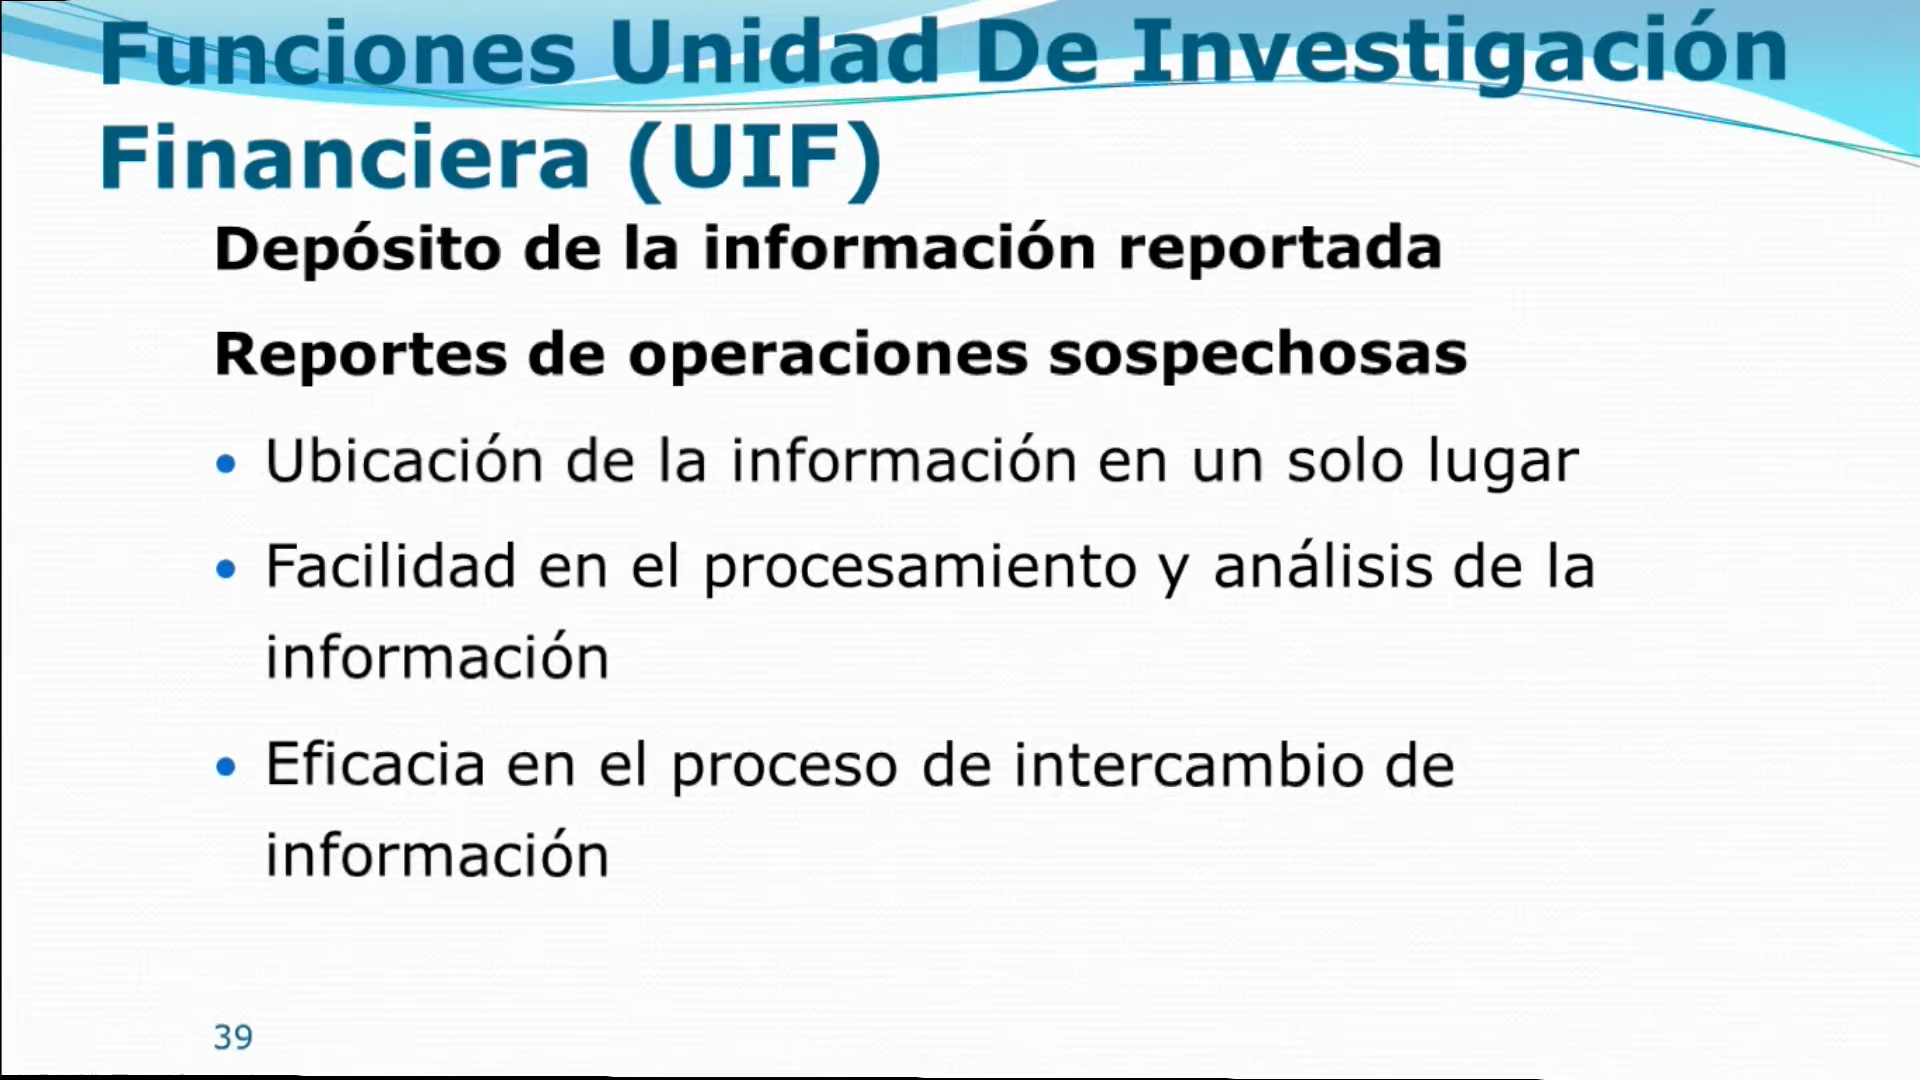 Funciones Unidad De Investigación
Financiera (UIF)
Depósito de la información reportada
Reportes de operaciones sospechosas
• Ubicación de la información en un solo lugar
• Facilidad en el procesamiento y análisis de la
información
• Eficacia en el proceso de intercambio de
información
39